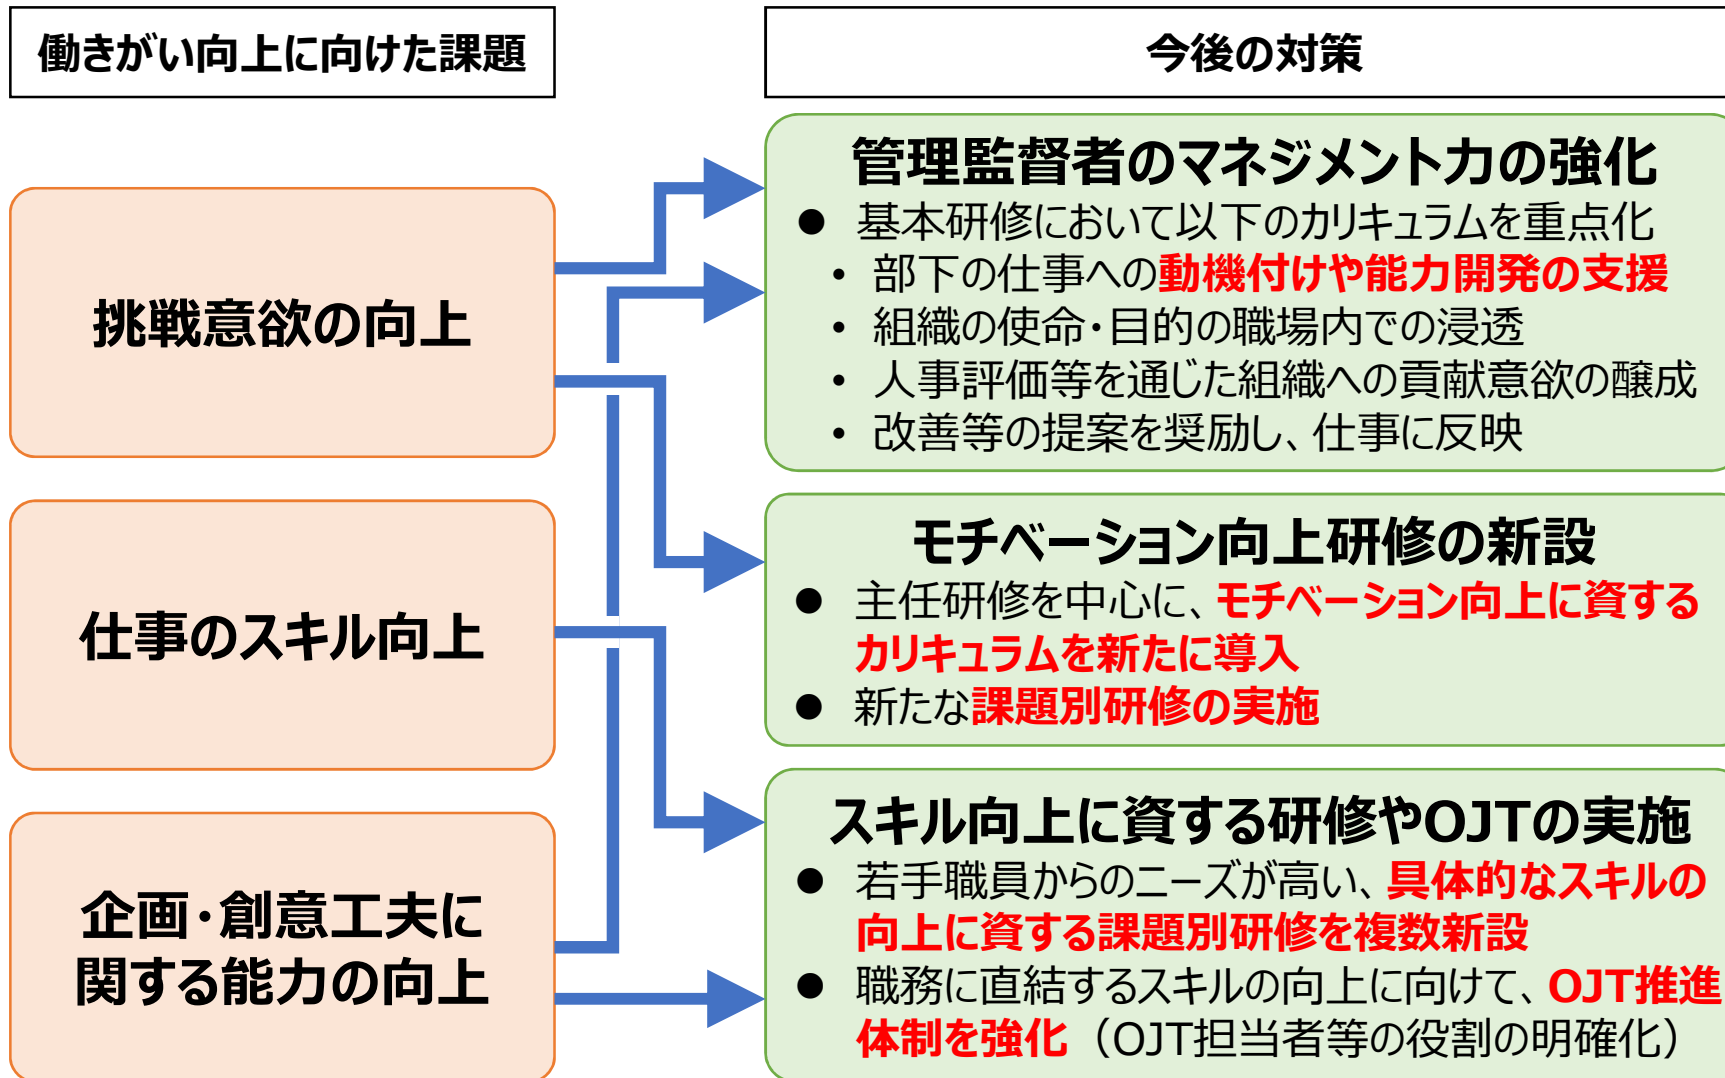 働きがい向上に向けた課題
今後の対策
挑戦意欲の向上
仕事のスキル向上
企画・創意工夫に
関する能力の向上
管理監督者のマネジメント力の強化
● 基本研修において以下のカリキュラムを重点化
・ 部下の仕事への動機付けや能力開発の支援
・ 組織の使命・目的の職場内での浸透
・ 人事評価等を通じた組織への貢献意欲の醸成
・ 改善等の提案を奨励し、仕事に反映
モチベーション向上研修の新設
● 主任研修を中心に、モチベーション向上に資する
カリキュラムを新たに導入
● 新たな課題別研修の実施
スキル向上に資する研修やOJTの実施
● 若手職員からのニーズが高い、具体的なスキルの
向上に資する課題別研修を複数新設
● 職務に直結するスキルの向上に向けて、OJT推進
体制を強化（OJT担当者等の役割の明確化）